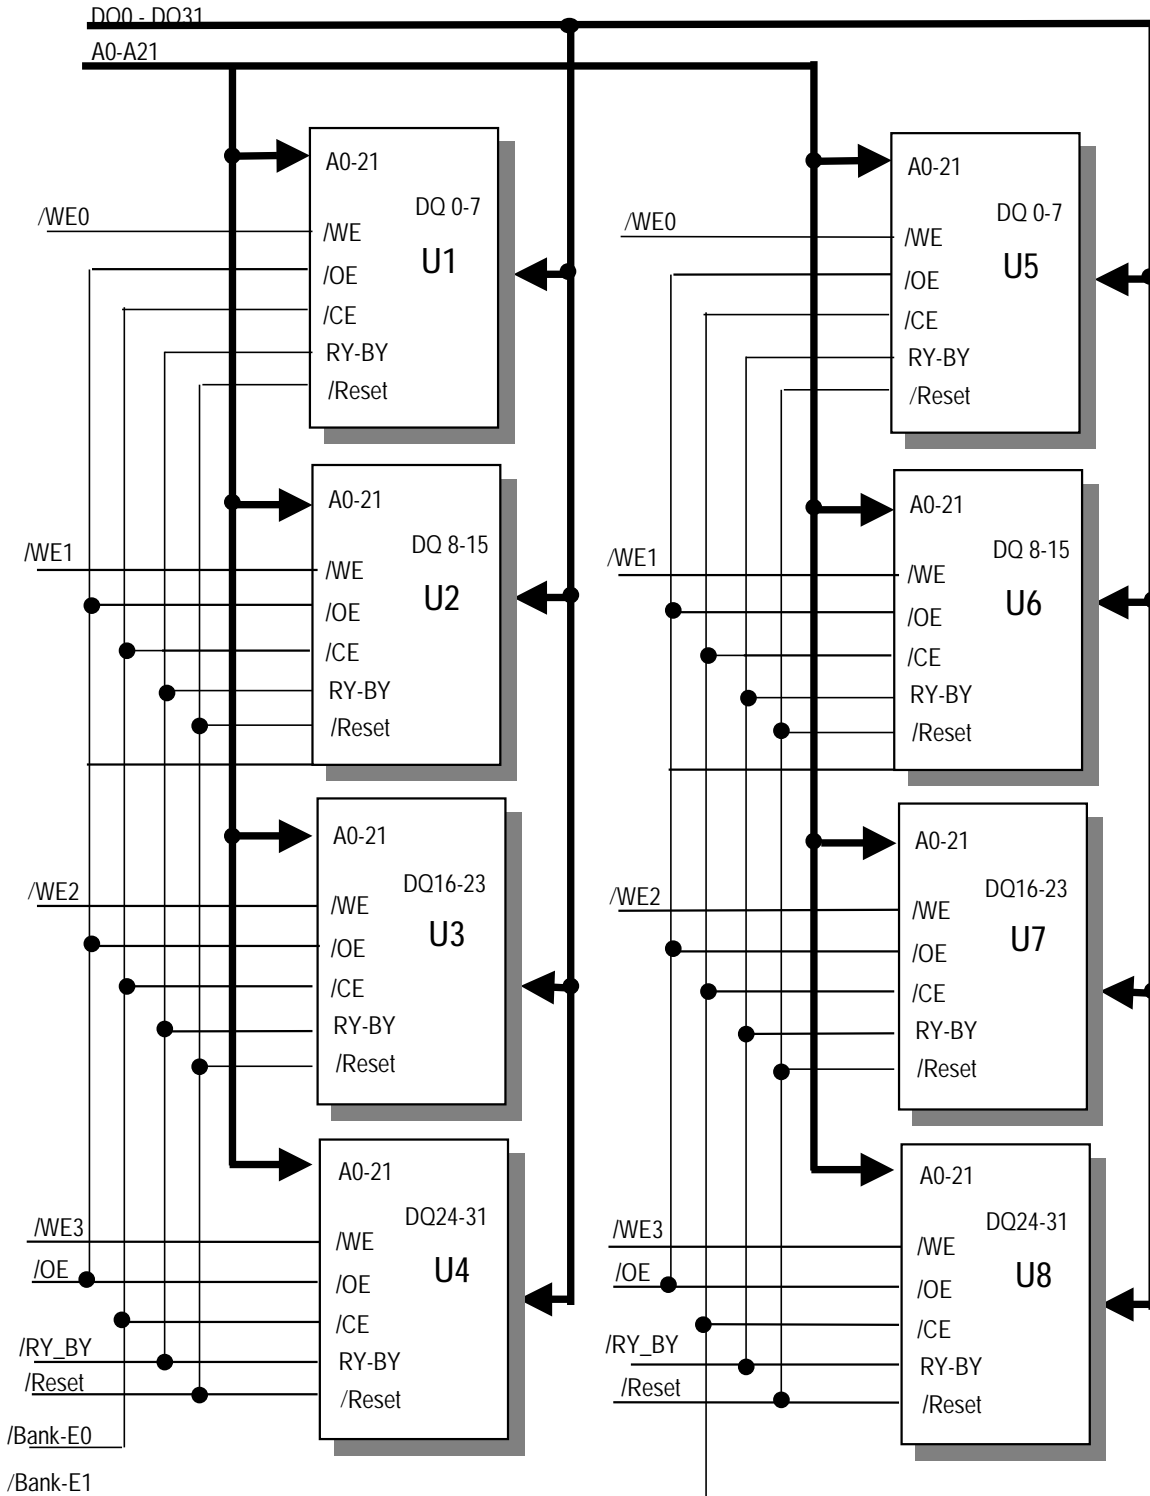 DQ0 - DQ31
A0-A21
A0-21
DQ 0-7
/WE0
/WE
U1
/OE
/CE
RY-BY
/Reset
A0-21
DQ 8-15
/WE1
/WE
U2
/OE
/CE
RY-BY
/Reset
A0-21
DQ16-23
/WE2
/WE
U3
/OE
/CE
RY-BY
/Reset
A0-21
DQ24-31
/WE3
/WE
U4
/OE
/OE
/CE
/RY_BY
RY-BY
/Reset
/Reset
/Bank-E0
/Bank-E1
A0-21
DQ 0-7
/WE0
/WE
U5
/OE
/CE
RY-BY
/Reset
A0-21
DQ 8-15
/WE1
/WE
U6
/OE
/CE
RY-BY
/Reset
A0-21
DQ16-23
/WE2
/WE
U7
/OE
/CE
RY-BY
/Reset
A0-21
DQ24-31
/WE3
/WE
U8
/OE
/OE
/CE
/RY_BY
RY-BY
/Reset
/Reset